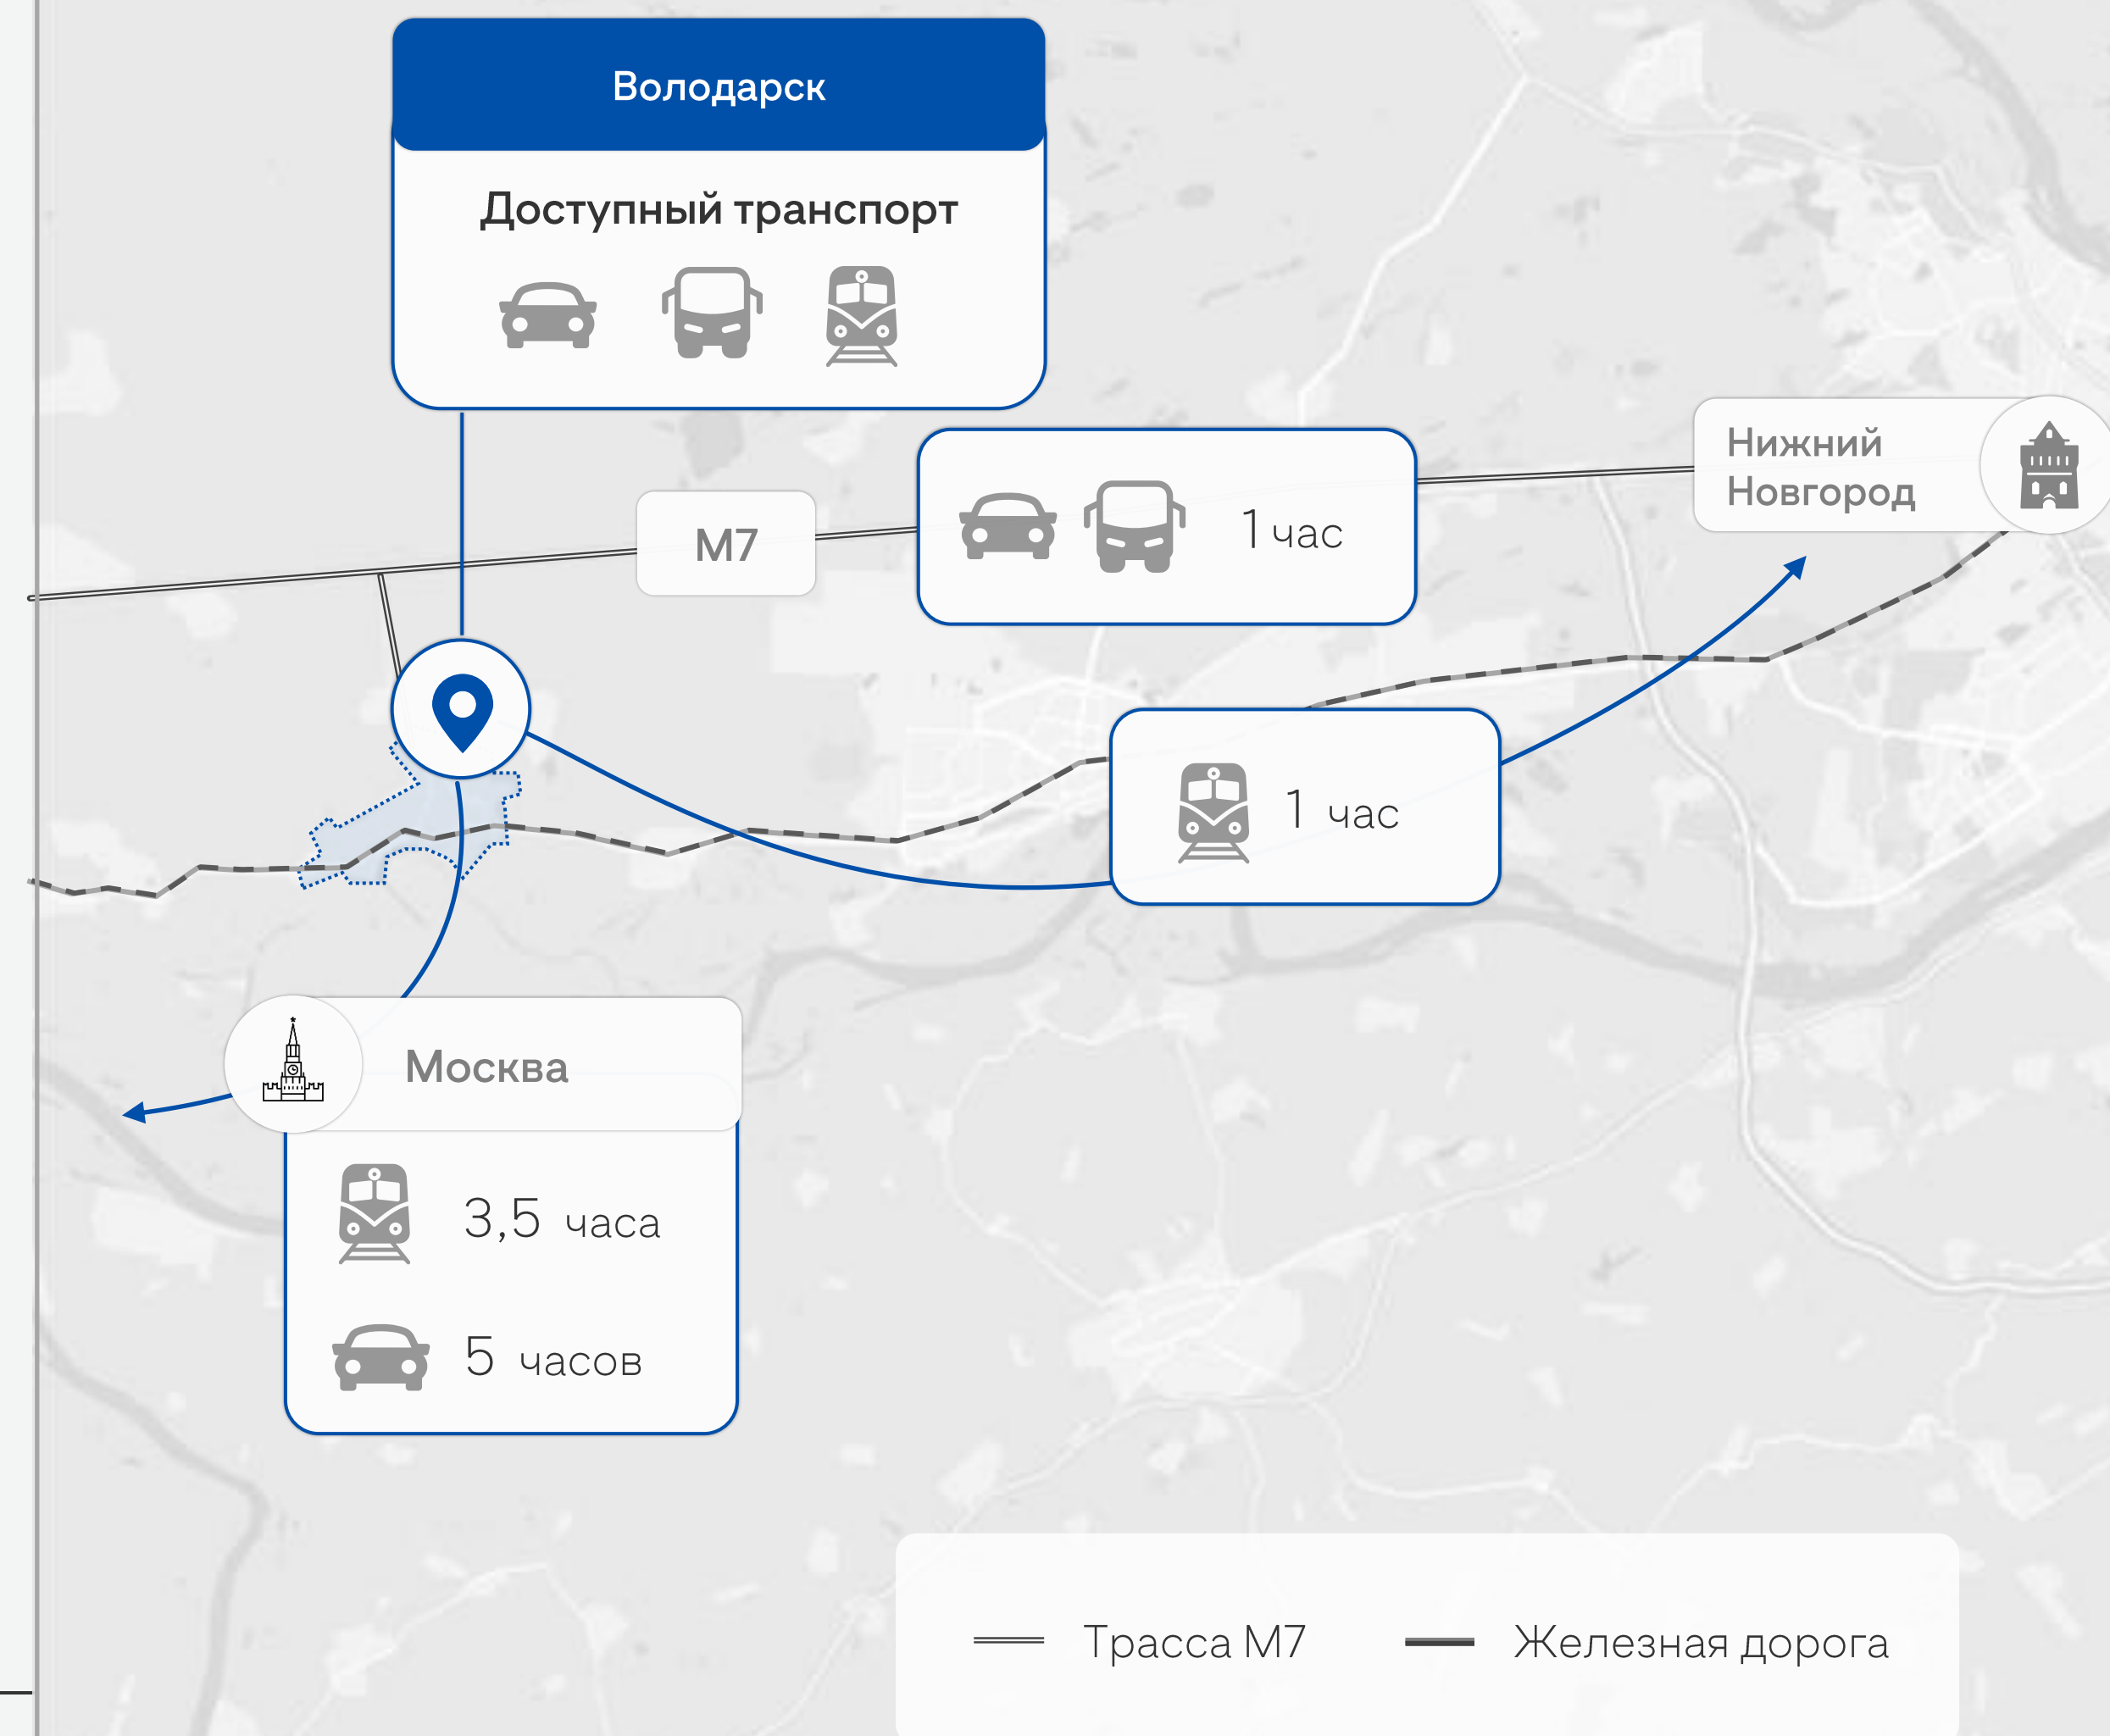 Володарск
Доступный транспорт
М7
1 час
Нижний
Новгород
1 час
Москва
3,5 часа
5 часов
Трасса М7
Железная дорога